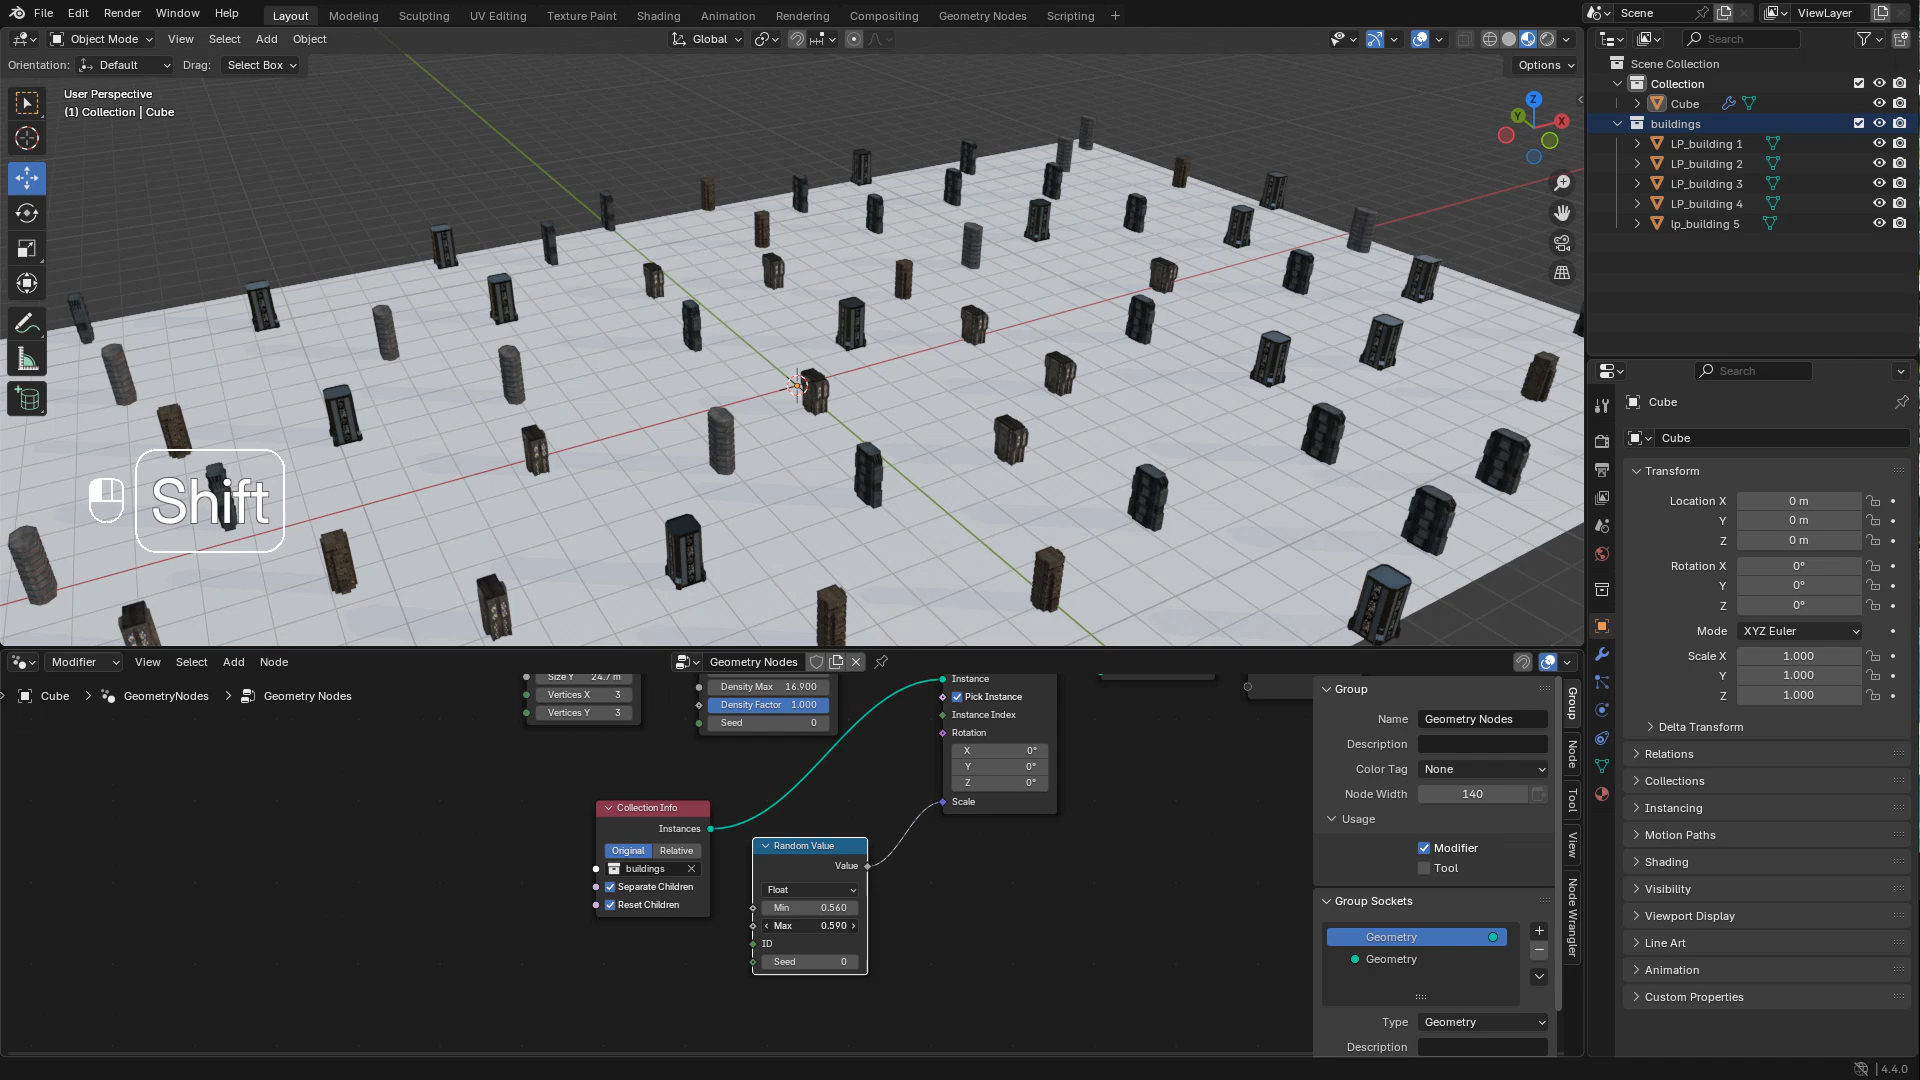 File Edit Render Window Help Layout Modeling Sculpting UV Editing Texture Paint Shading Animation Rendering Compositing Geometry Nodes Scripting + Scene ViewLayer
Object Mode View Select Add Object Global Search
Orientation: Default Drag: Select Box Options
User Perspective
(1) Collection | Cube
Z
Y
X
Shift
Scene Collection
Collection
Cube
buildings
LP_building 1
LP_building 2
LP_building 3
LP_building 4
lp_building 5
Search
Cube
Cube
Transform
Location X 0 m
Y 0 m
Z 0 m
Rotation X 0°
Y 0°
Z 0°
Mode XYZ Euler
Scale X 1.000
Y 1.000
Z 1.000
Delta Transform
Relations
Collections
Instancing
Motion Paths
Shading
Visibility
Viewport Display
Line Art
Animation
Custom Properties
Modifier View Select Add Node Geometry Nodes
Cube GeometryNodes Geometry Nodes
Size Y 24.7 m
Vertices X 3
Vertices Y 3
Density Max 16.900
Density Factor 1.000
Seed 0
Instance
Pick Instance
Instance Index
Rotation
X 0°
Y 0°
Z 0°
Scale
Collection Info
Instances
Original Relative
buildings
Separate Children
Reset Children
Random Value
Value
Float
Min 0.560
Max 0.590
ID
Seed 0
Group
Name Geometry Nodes
Description
Color Tag None
Node Width 140
Usage
Modifier
Tool
Group Sockets
Geometry
Geometry
Type Geometry
Description
Group
Node
Tool
View
Node Wrangler
4.4.0